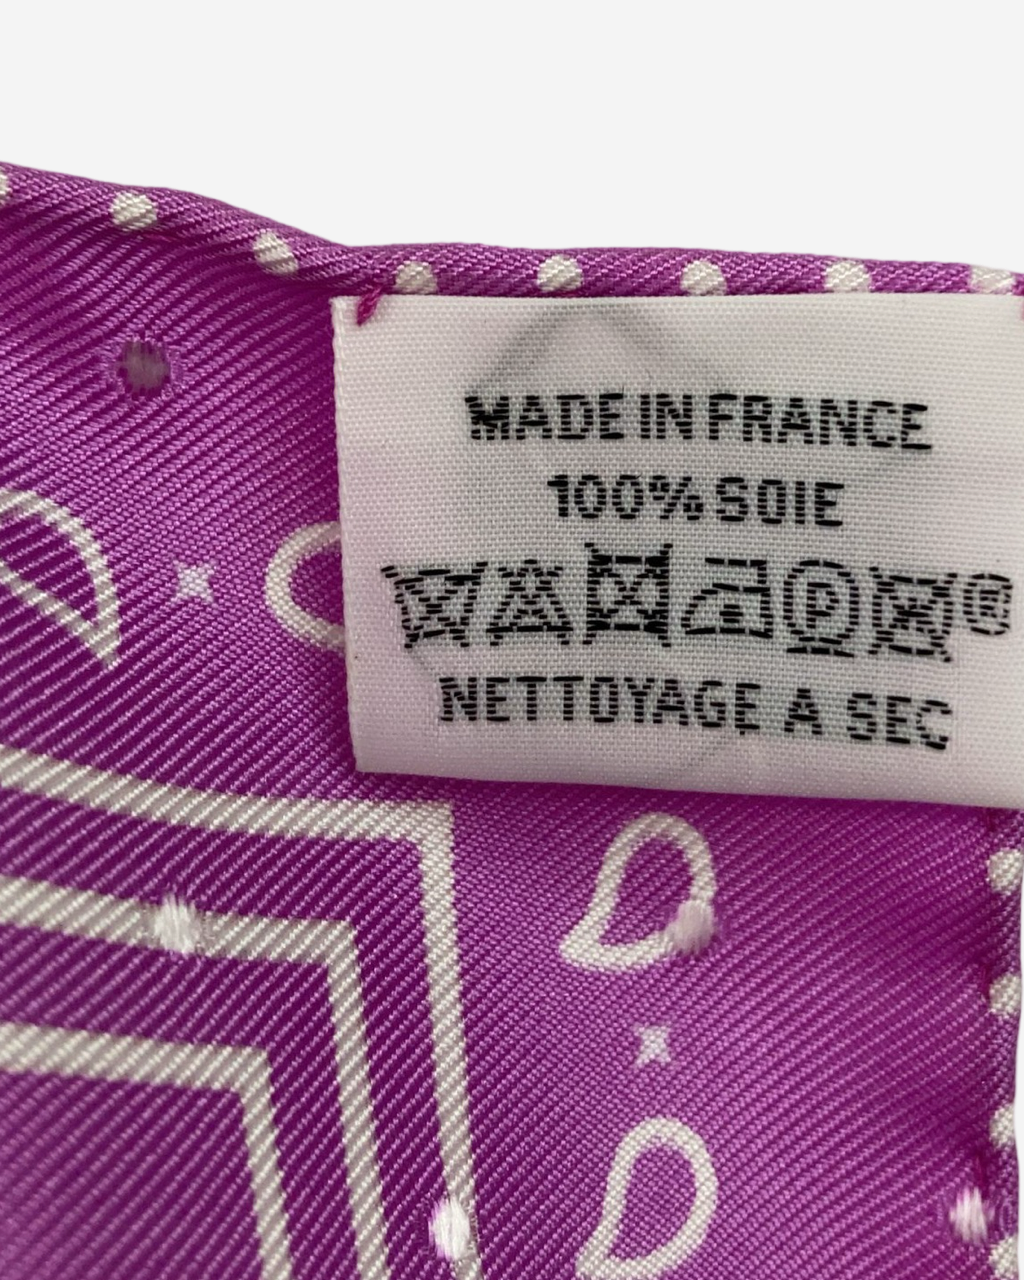 MADE IN FRANCE
100% SOIE
P ®
NETTOYAGE A SEC